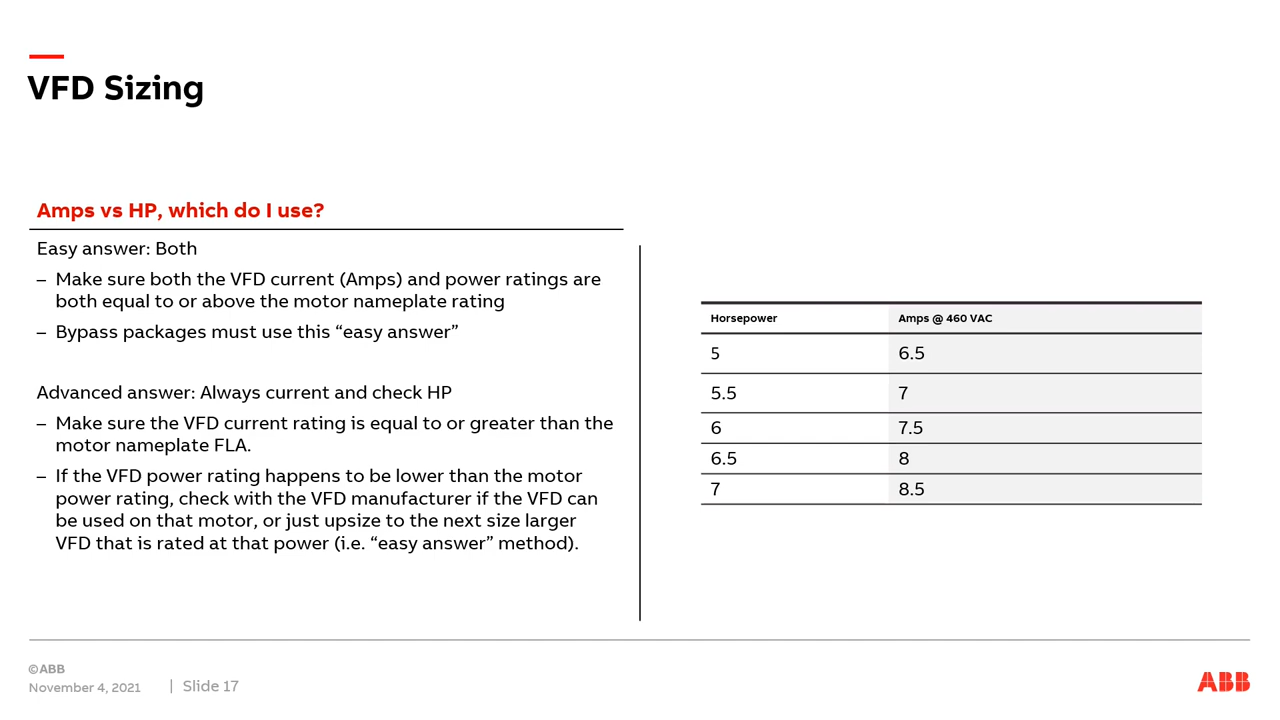 VFD Sizing
Amps vs HP, which do I use?
Easy answer: Both
– Make sure both the VFD current (Amps) and power ratings are
both equal to or above the motor nameplate rating
– Bypass packages must use this “easy answer”
Advanced answer: Always current and check HP
– Make sure the VFD current rating is equal to or greater than the
motor nameplate FLA.
– If the VFD power rating happens to be lower than the motor
power rating, check with the VFD manufacturer if the VFD can
be used on that motor, or just upsize to the next size larger
VFD that is rated at that power (i.e. “easy answer” method).
Horsepower Amps @ 460 VAC
5 6.5
5.5 7
6 7.5
6.5 8
7 8.5
©ABB
November 4, 2021 | Slide 17
ABB